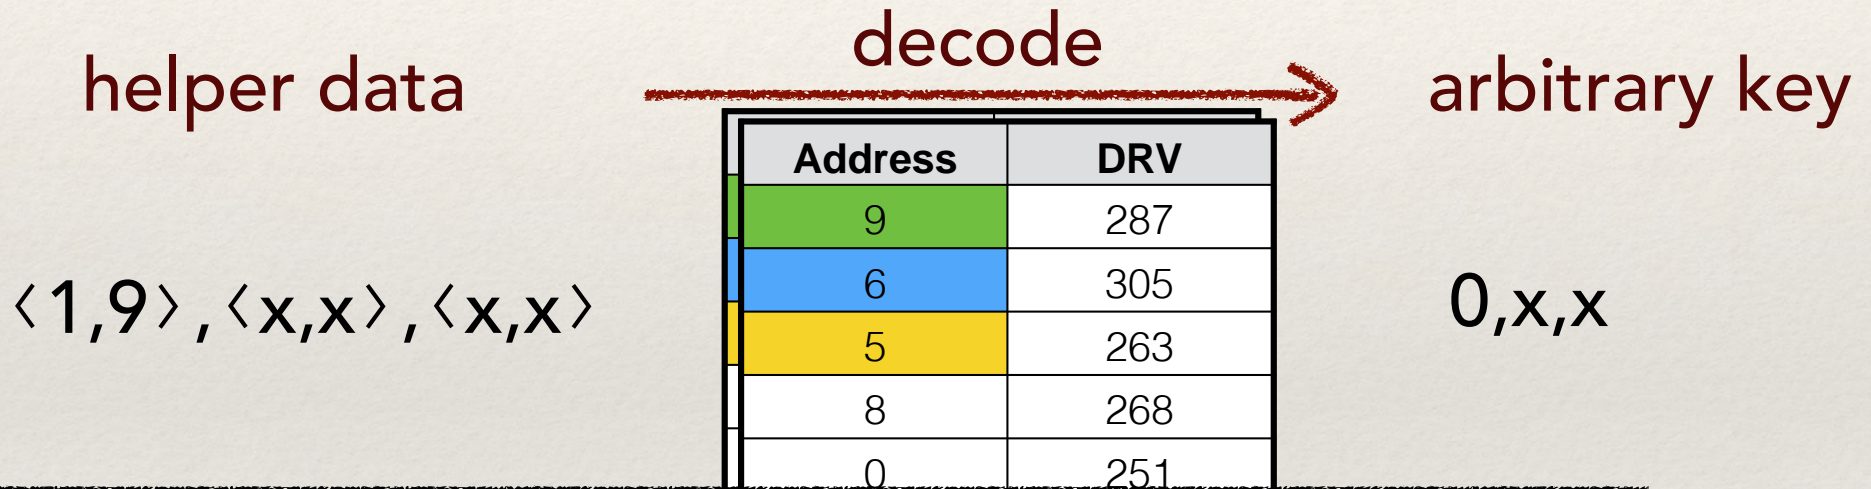 decode
helper data
arbitrary key
Address DRV
9 287
6 305
5 263
8 268
0 251
〈1,9〉,〈x,x〉,〈x,x〉
0,x,x